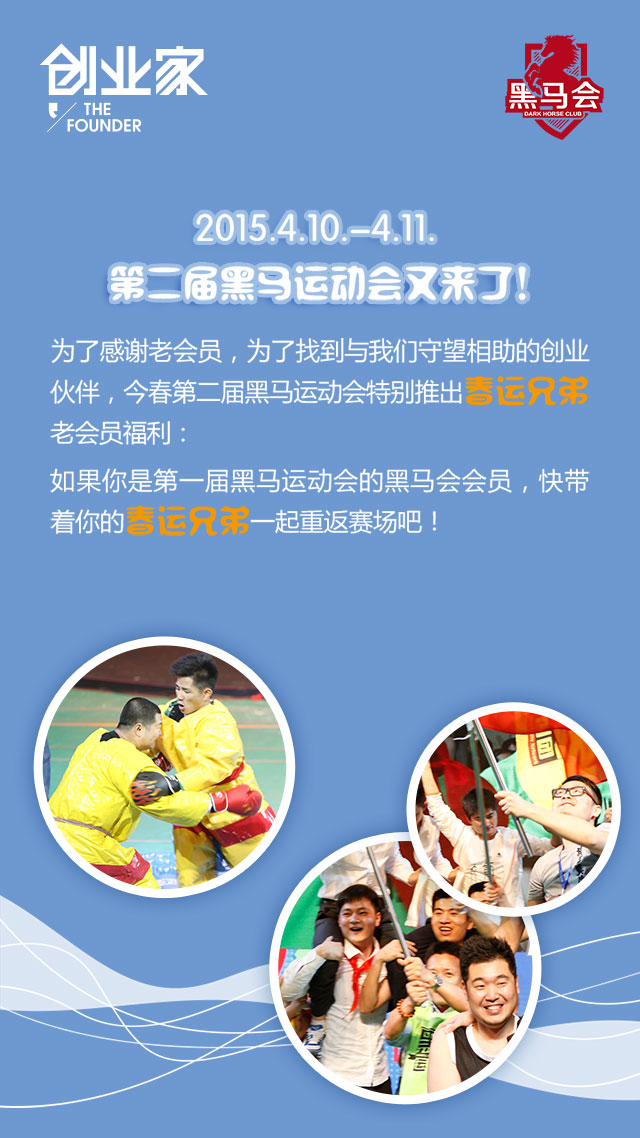 创业家
THE
FOUNDER
黑马会
DARK HORSE CLUB
2015.4.10.-4.11.
第二届黑马运动会又来了！
为了感谢老会员，为了找到与我们守望相助的创业
伙伴，今春第二届黑马运动会特别推出春运兄弟
老会员福利：
如果你是第一届黑马运动会的黑马会会员，快带
着你的春运兄弟一起重返赛场吧！